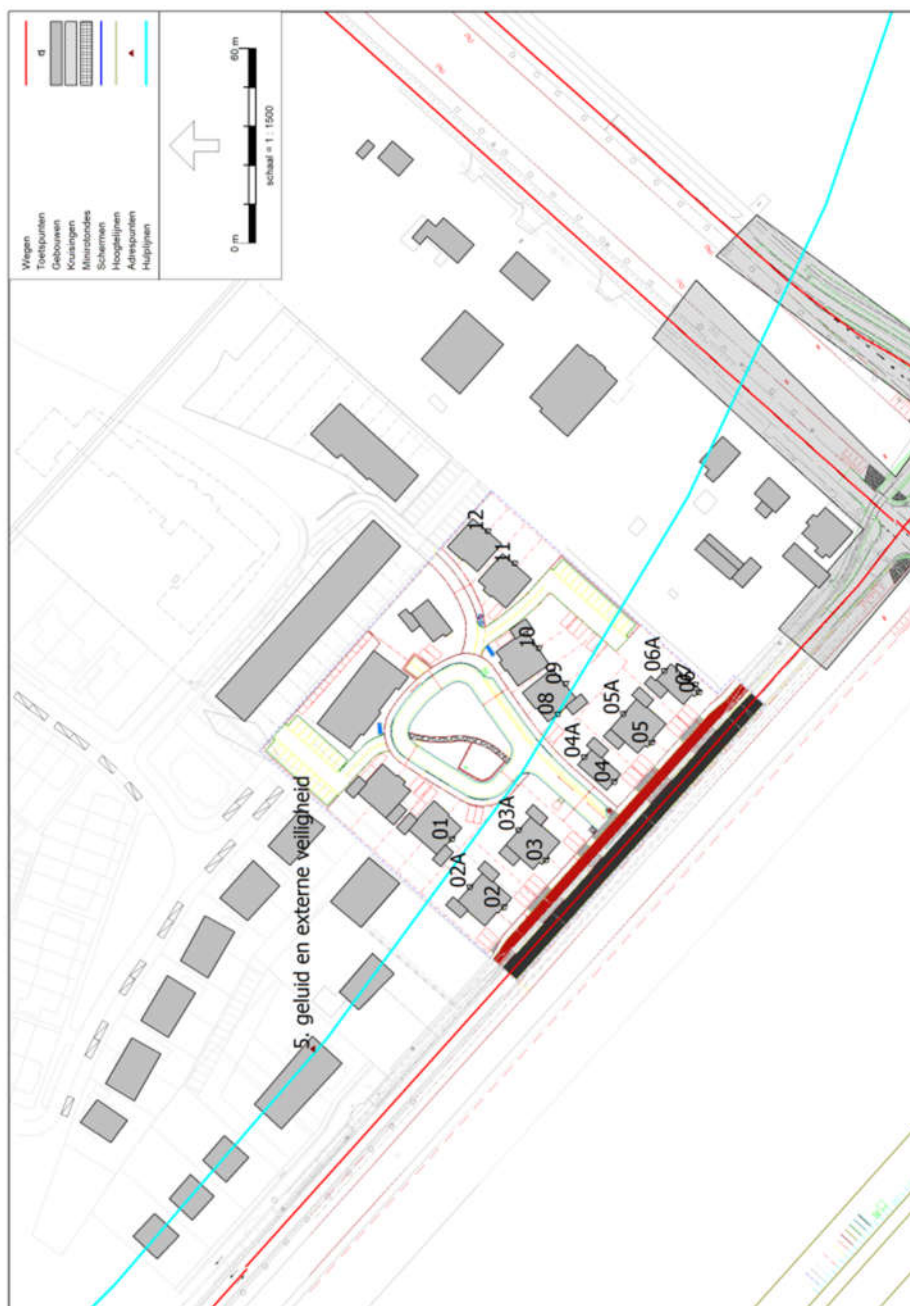 Wegen
Toetspunten
Gebouwen
Kruisingen
Minirotondes
Schermen
Hoogtelijnen
Adrespunten
Hulplijnen
0 m
60 m
schaal = 1 : 1500
12
11
10
09
08
06A
05A
05
04A
04
03A
03
02A
02
01
5. geluid en externe veiligheid